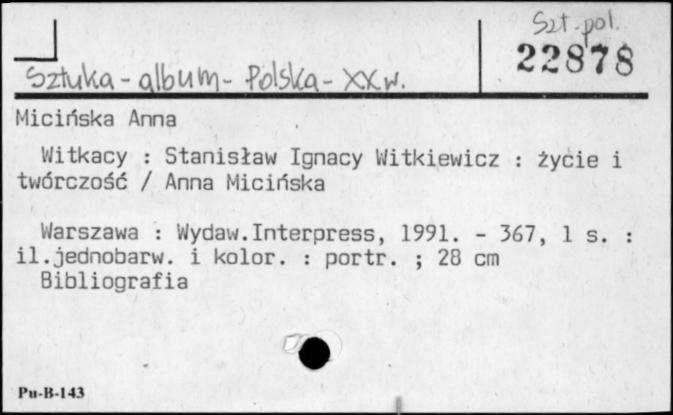 Szt. pol.
22878
Sztuka - album - Polska - XX w.
Micińska Anna
Witkacy : Stanisław Ignacy Witkiewicz : życie i
twórczość / Anna Micińska
Warszawa : Wydaw.Interpress, 1991. - 367, 1 s. :
il.jednobarw. i kolor. : portr. ; 28 cm
Bibliografia
Pu-B-143